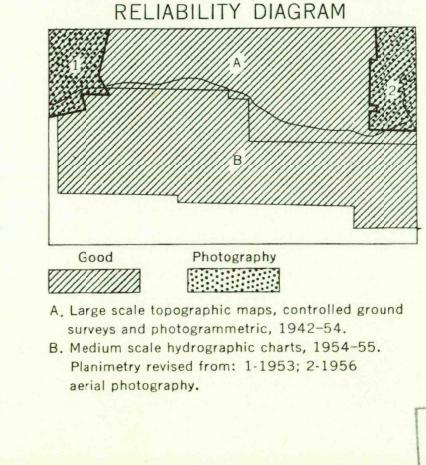 RELIABILITY DIAGRAM
1
A
2
B
Good Photography
A. Large scale topographic maps, controlled ground
surveys and photogrammetric, 1942-54.
B. Medium scale hydrographic charts, 1954-55.
Planimetry revised from: 1-1953; 2-1956
aerial photography.